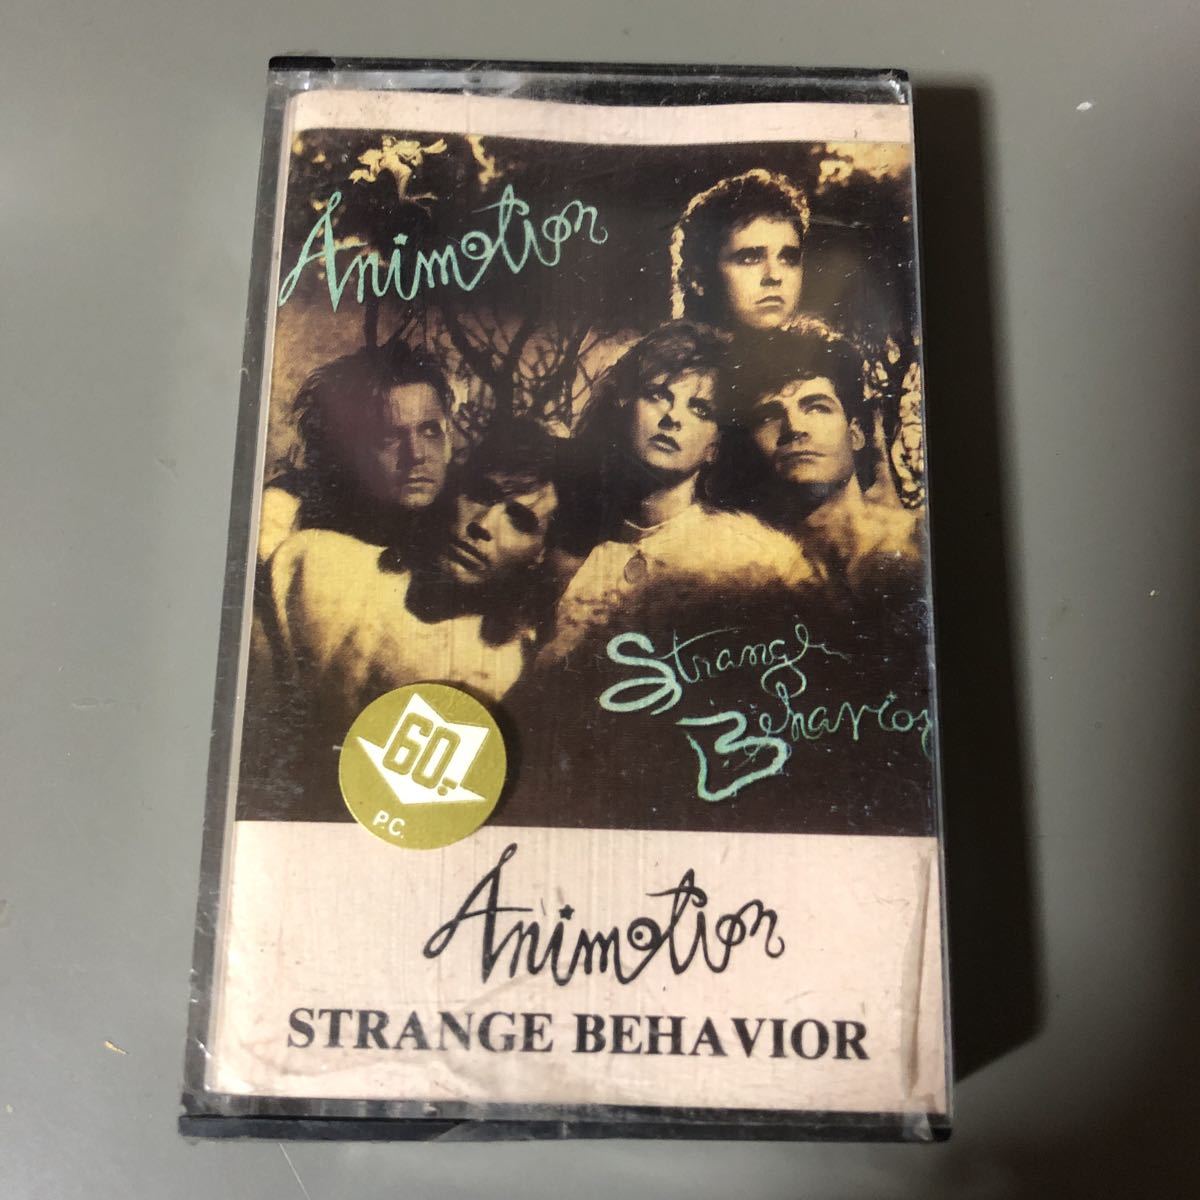 Animotion
Strange
Behavior
60.-
P.C.
Animotion
STRANGE BEHAVIOR